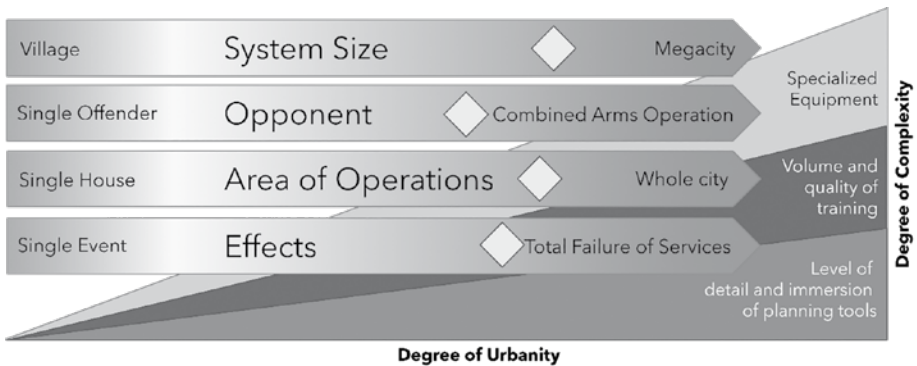 Village System Size Megacity
Single Offender Opponent Combined Arms Operation
Single House Area of Operations Whole city
Single Event Effects Total Failure of Services
Specialized
Equipment
Volume and
quality of
training
Level of
detail and immersion
of planning tools
Degree of Complexity
Degree of Urbanity